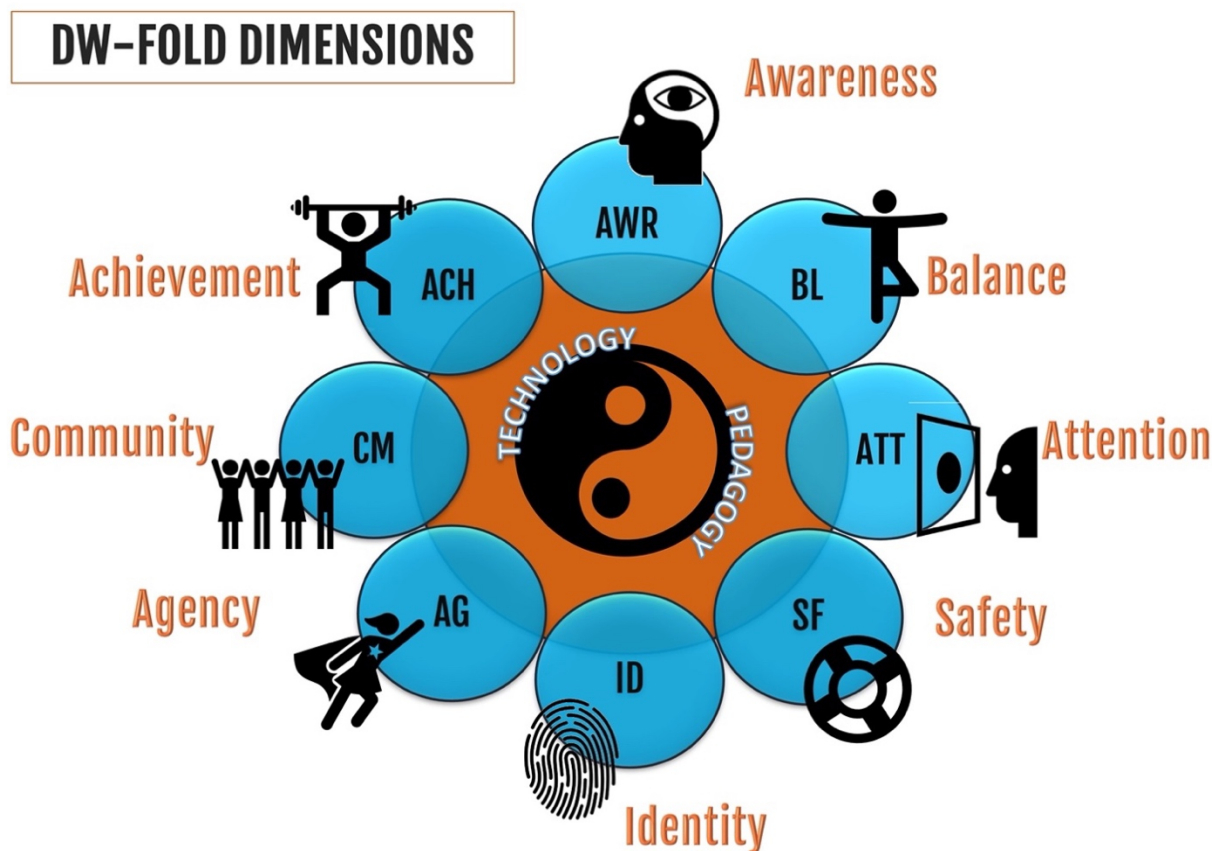 DW-FOLD DIMENSIONS
Awareness
AWR
Achievement
ACH
BL
Balance
TECHNOLOGY
PEDAGOGY
Community
CM
ATT
Attention
Agency
AG
SF
Safety
ID
Identity